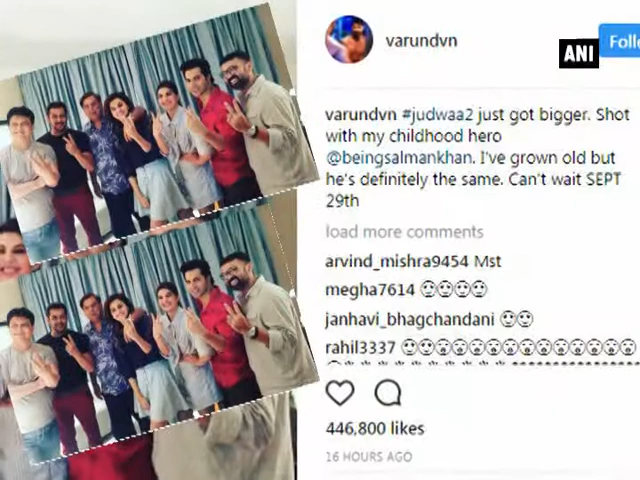 varundvn
ANI
Foll
varundvn #judwaa2 just got bigger. Shot
with my childhood hero
@beingsalmankhan. I've grown old but
he's definitely the same. Can't wait SEPT
29th
load more comments
arvind_mishra9454 Mst
megha7614 🙂🙂🙂🙂
janhavi_bhagchandani 🙂🙂
rahil3337 🙂🙂😮😮😮😮😮😮😮😮😮😮😮😮
446,800 likes
16 HOURS AGO